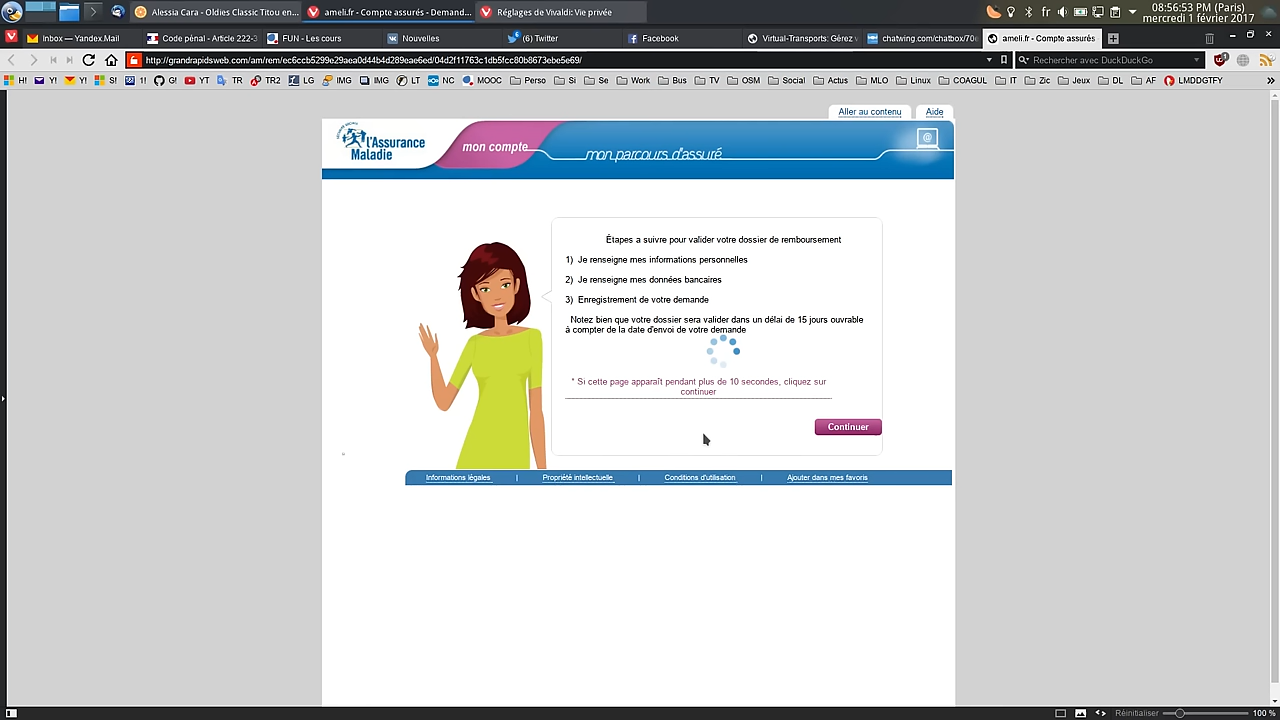 Alessia Cara - Oldies Classic Titou en...
ameli.fr - Compte assurés - Demand...
Réglages de Vivaldi: Vie privée
fr
08:56:53 PM (Paris)
mercredi 1 février 2017
Inbox — Yandex.Mail
Code pénal - Article 222-3
FUN - Les cours
Nouvelles
(6) Twitter
Facebook
Virtual-Transports: Gérez v
chatwing.com/chatbox/70e
ameli.fr - Compte assurés
http://grandrapidsweb.com/am/rem/ec6ccb5299e29aea0d44b4d289eae6ed/04d2f11763c1db5fcc80b8673ebe5e69/
Rechercher avec DuckDuckGo
H! Y! Y! S! 1! G! YT TR TR2 LG IMG IMG LT NC MOOC Perso Si Se Work Bus TV OSM Social Actus MLO Linux COAGUL IT Zic Jeux DL AF LMDDGTFY
Aller au contenu
Aide
l'Assurance
Maladie
mon compte
mon parcours d'assuré
@
Étapes a suivre pour valider votre dossier de remboursement
1) Je renseigne mes informations personnelles
2) Je renseigne mes données bancaires
3) Enregistrement de votre demande
Notez bien que votre dossier sera valider dans un délai de 15 jours ouvrable
à compter de la date d'envoi de votre demande
* Si cette page apparaît pendant plus de 10 secondes, cliquez sur
continuer
Continuer
Informations légales | Propriété intellectuelle | Conditions d'utilisation | Ajouter dans mes favoris
Réinitialiser
100 %